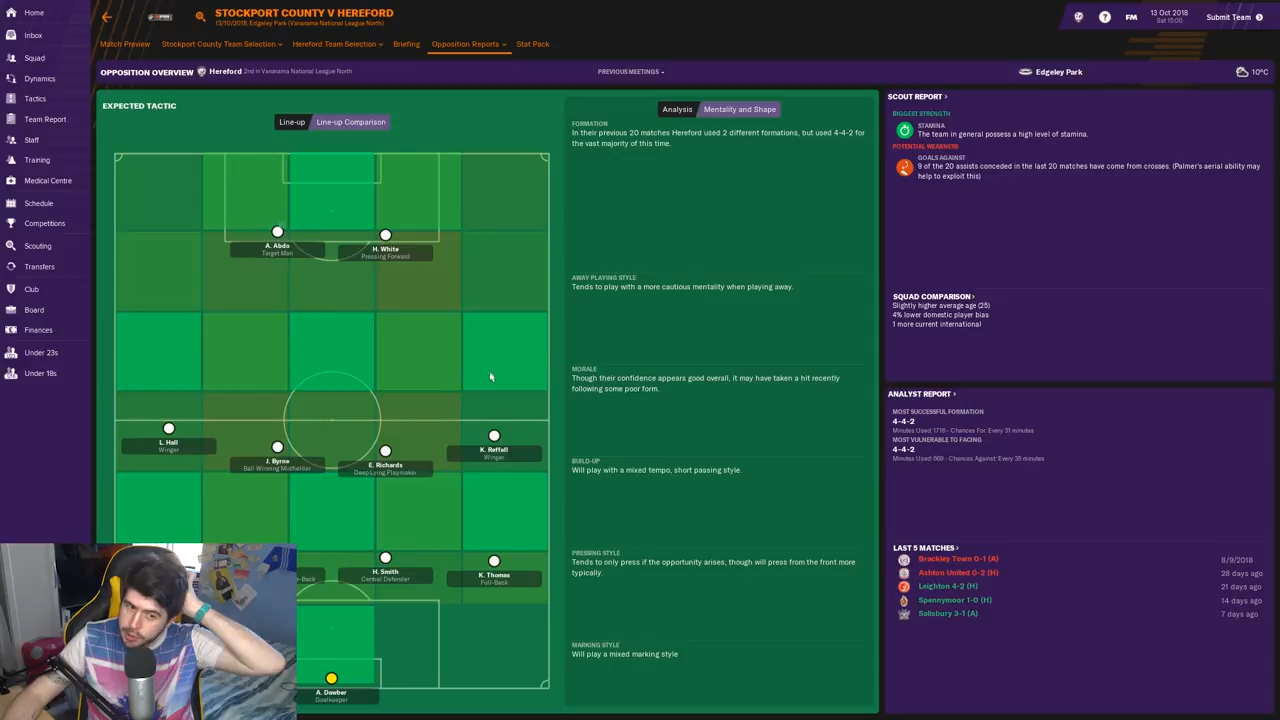 STOCKPORT COUNTY V HEREFORD
13/10/2018, Edgeley Park (Vanarama National League North)
13 Oct 2018
Sat 15:00
? FM
Submit Team
Home
Inbox
Squad
Dynamics
Tactics
Team Report
Staff
Training
Medical Centre
Schedule
Competitions
Scouting
Transfers
Club
Board
Finances
Under 23s
Under 18s
Match Preview
Stockport County Team Selection
Hereford Team Selection
Briefing
Opposition Reports
Stat Pack
OPPOSITION OVERVIEW
Hereford 2nd in Vanarama National League North
PREVIOUS MEETINGS
Edgeley Park
10°C
EXPECTED TACTIC
Line-up
Line-up Comparison
A. Abdo
Target Man
H. White
Pressing Forward
L. Hall
Winger
J. Byrne
Ball Winning Midfielder
E. Richards
Deep Lying Playmaker
K. Reffell
Winger
-Back
H. Smith
Central Defender
K. Thomas
Full-Back
A. Dawber
Goalkeeper
Analysis
Mentality and Shape
FORMATION
In their previous 20 matches Hereford used 2 different formations, but used 4-4-2 for
the vast majority of this time.
AWAY PLAYING STYLE
Tends to play with a more cautious mentality when playing away.
MORALE
Though their confidence appears good overall, it may have taken a hit recently
following some poor form.
BUILD-UP
Will play with a mixed tempo, short passing style.
PRESSING STYLE
Tends to only press if the opportunity arises, though will press from the front more
typically.
MARKING STYLE
Will play a mixed marking style
SCOUT REPORT
BIGGEST STRENGTH
STAMINA
The team in general possess a high level of stamina.
POTENTIAL WEAKNESS
GOALS AGAINST
9 of the 20 assists conceded in the last 20 matches have come from crosses. (Palmer's aerial ability may
help to exploit this)
SQUAD COMPARISON
Slightly higher average age (25)
4% lower domestic player bias
1 more current international
ANALYST REPORT
MOST SUCCESSFUL FORMATION
4-4-2
Minutes Used: 1716 - Chances For: Every 31 minutes
MOST VULNERABLE TO FACING
4-4-2
Minutes Used: 669 - Chances Against: Every 35 minutes
LAST 5 MATCHES
Brackley Town 0-1 (A)
8/9/2018
Ashton United 0-2 (H)
28 days ago
Leighton 4-2 (H)
21 days ago
Spennymoor 1-0 (H)
14 days ago
Salisbury 3-1 (A)
7 days ago